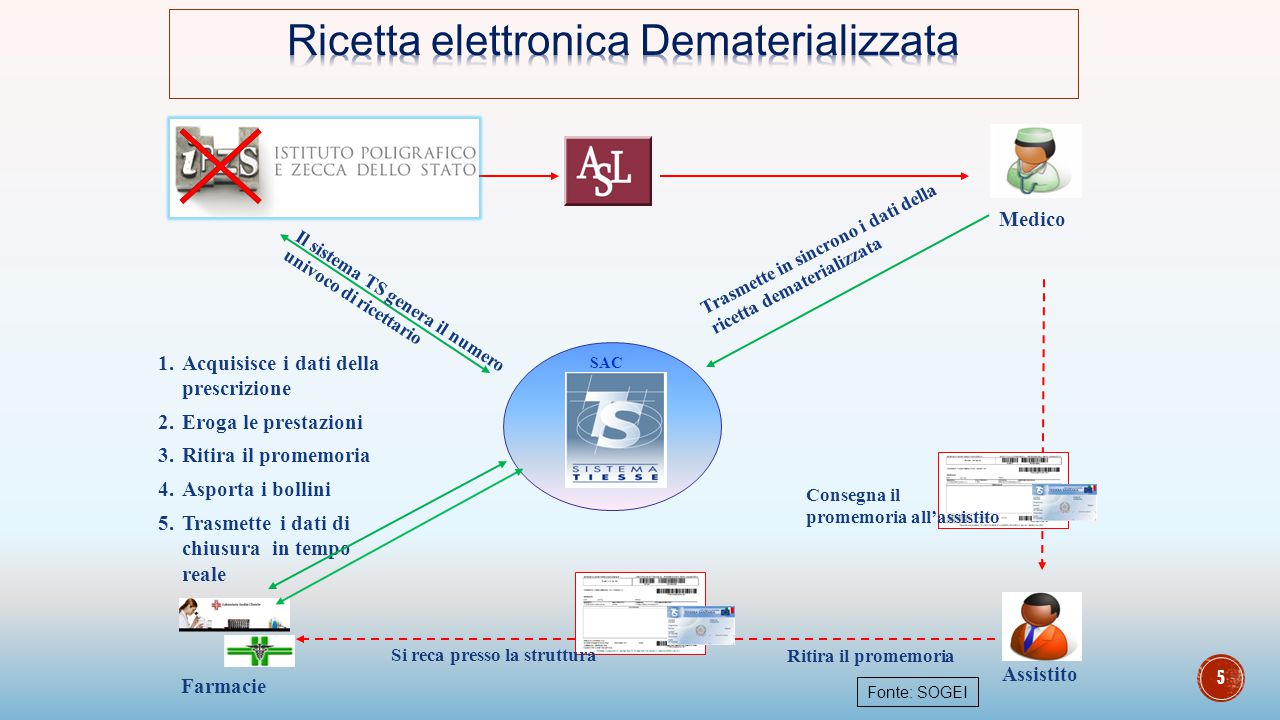 Ricetta elettronica Dematerializzata
ISTITUTO POLIGRAFICO
E ZECCA DELLO STATO
ASL
Medico
Il sistema TS genera il numero
univoco di ricettario
Trasmette in sincrono i dati della
ricetta dematerializzata
SAC
TS
SISTEMA
TIESSE
1. Acquisisce i dati della
prescrizione
2. Eroga le prestazioni
3. Ritira il promemoria
4. Asporta i bollini
5. Trasmette i dati di
chiusura in tempo
reale
Consegna il
promemoria all’assistito
Si reca presso la struttura
Ritira il promemoria
Farmacie
Assistito
Fonte: SOGEI
5